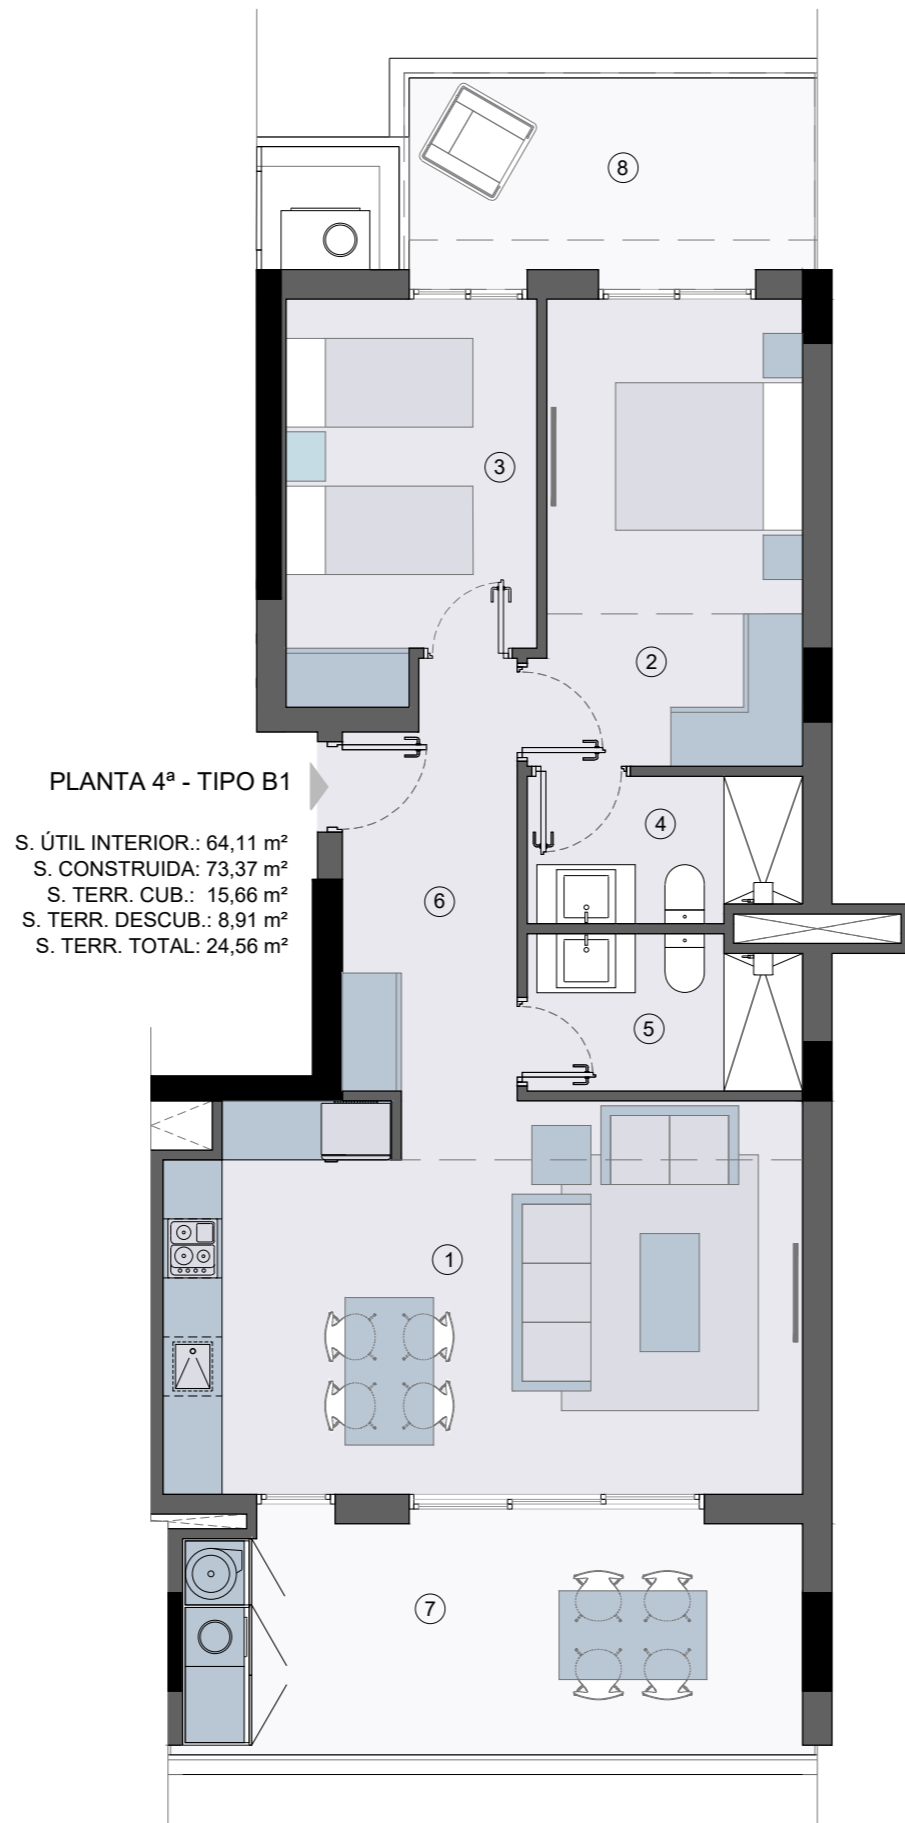 8
3
2
PLANTA 4ª - TIPO B1
S. ÚTIL INTERIOR.: 64,11 m²
S. CONSTRUIDA: 73,37 m²
S. TERR. CUB.: 15,66 m²
S. TERR. DESCUB.: 8,91 m²
S. TERR. TOTAL: 24,56 m²
4
6
5
1
7